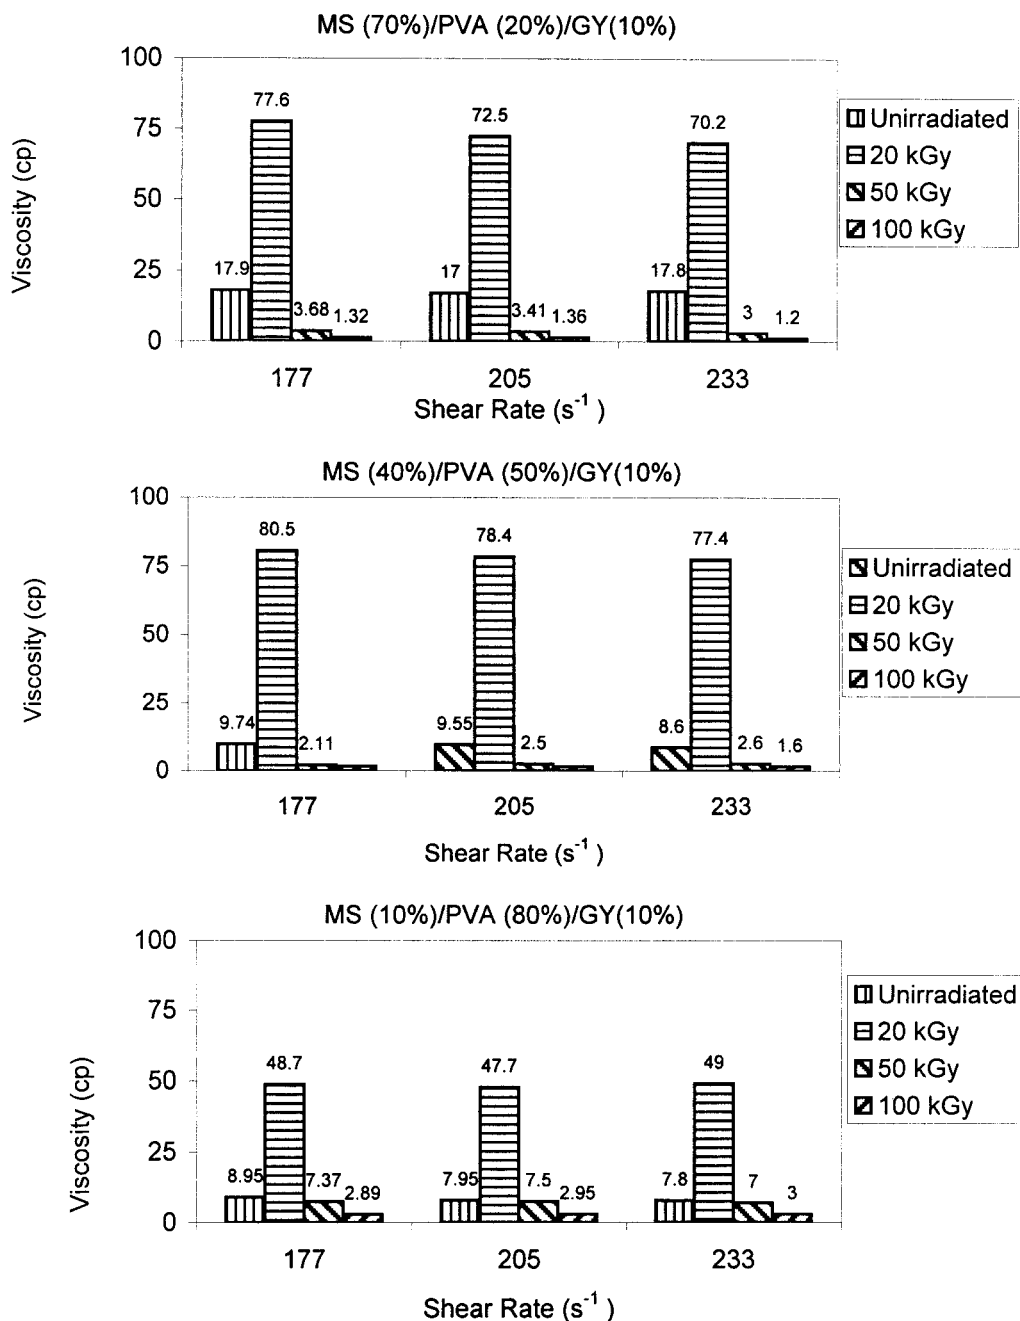 MS (70%)/PVA (20%)/GY(10%)
Viscosity (cp)
100
75
50
25
0
77.6
72.5
70.2
17.9
3.68
1.32
17
3.41
1.36
17.8
3
1.2
177
205
233
Shear Rate (s⁻¹ )
Unirradiated
20 kGy
50 kGy
100 kGy
MS (40%)/PVA (50%)/GY(10%)
Viscosity (cp)
100
75
50
25
0
80.5
78.4
77.4
9.74
2.11
9.55
2.5
8.6
2.6
1.6
177
205
233
Shear Rate (s⁻¹ )
Unirradiated
20 kGy
50 kGy
100 kGy
MS (10%)/PVA (80%)/GY(10%)
Viscosity (cp)
100
75
50
25
0
48.7
47.7
49
8.95
7.37
2.89
7.95
7.5
2.95
7.8
7
3
177
205
233
Shear Rate (s⁻¹ )
Unirradiated
20 kGy
50 kGy
100 kGy